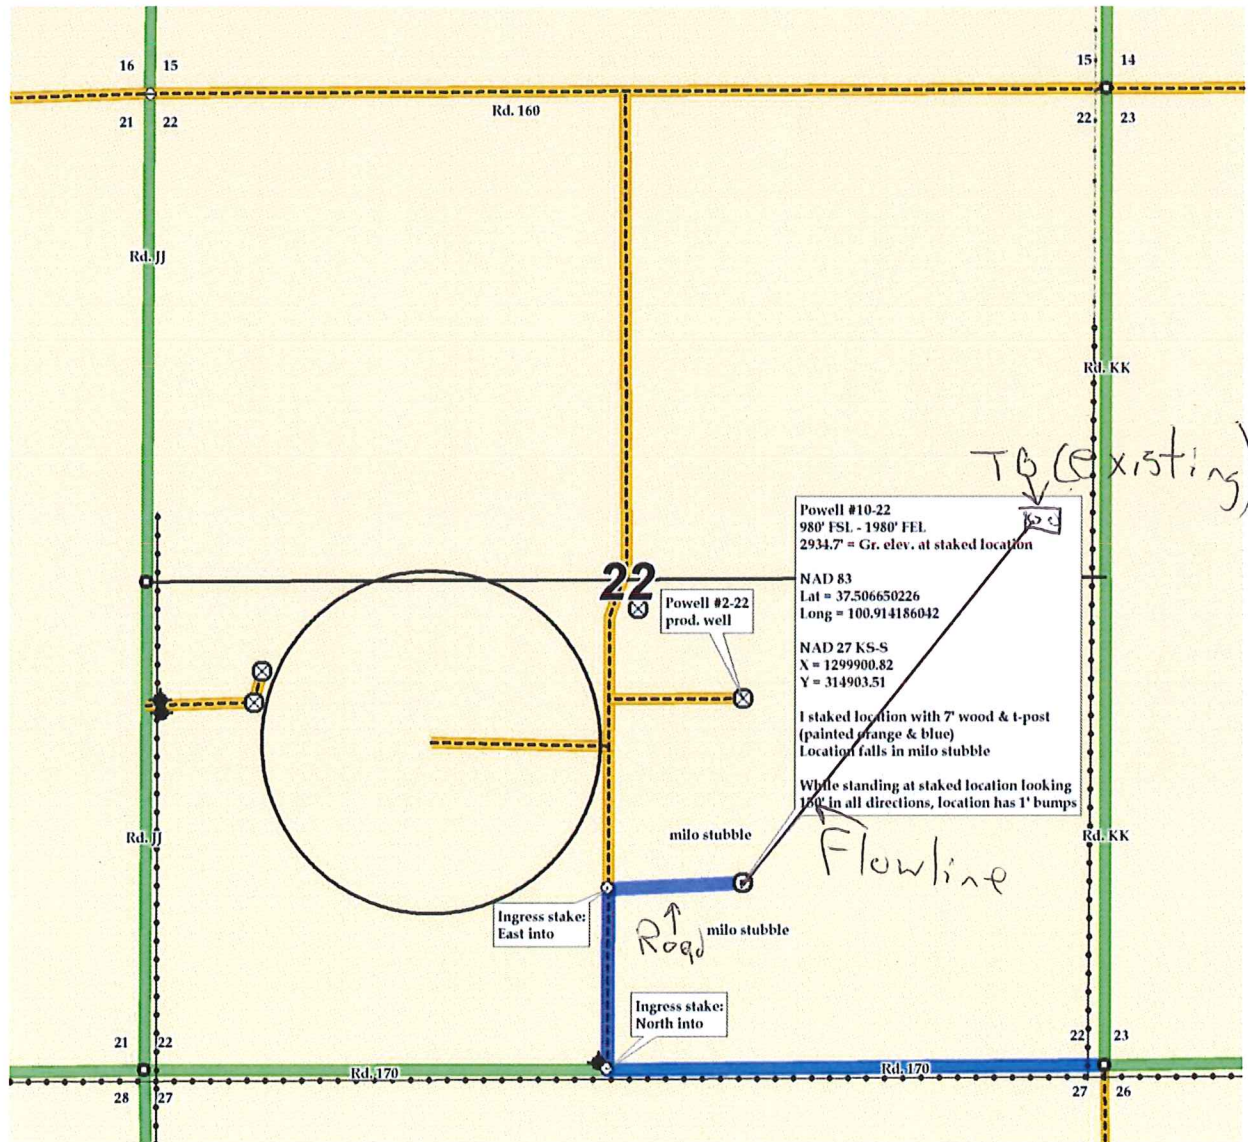 16 15
15 14
Rd. 160
21 22
22 23
Rd. JJ
Rd. KK
TB (existing)
Powell #10-22
980' FSL - 1980' FEL
2934.7' = Gr. elev. at staked location
NAD 83
Lat = 37.506650226
Long = 100.914186042
NAD 27 KS-S
X = 1299900.82
Y = 314903.51
I staked location with 7' wood & t-post
(painted orange & blue)
Location falls in milo stubble
While standing at staked location looking
150' in all directions, location has 1' bumps
22
Powell #2-22
prod. well
Rd. JJ
milo stubble
Rd. KK
Flowline
Ingress stake:
East into
Road
milo stubble
Ingress stake:
North into
21 22
22 23
Rd. 170
Rd. 170
28 27
27 26